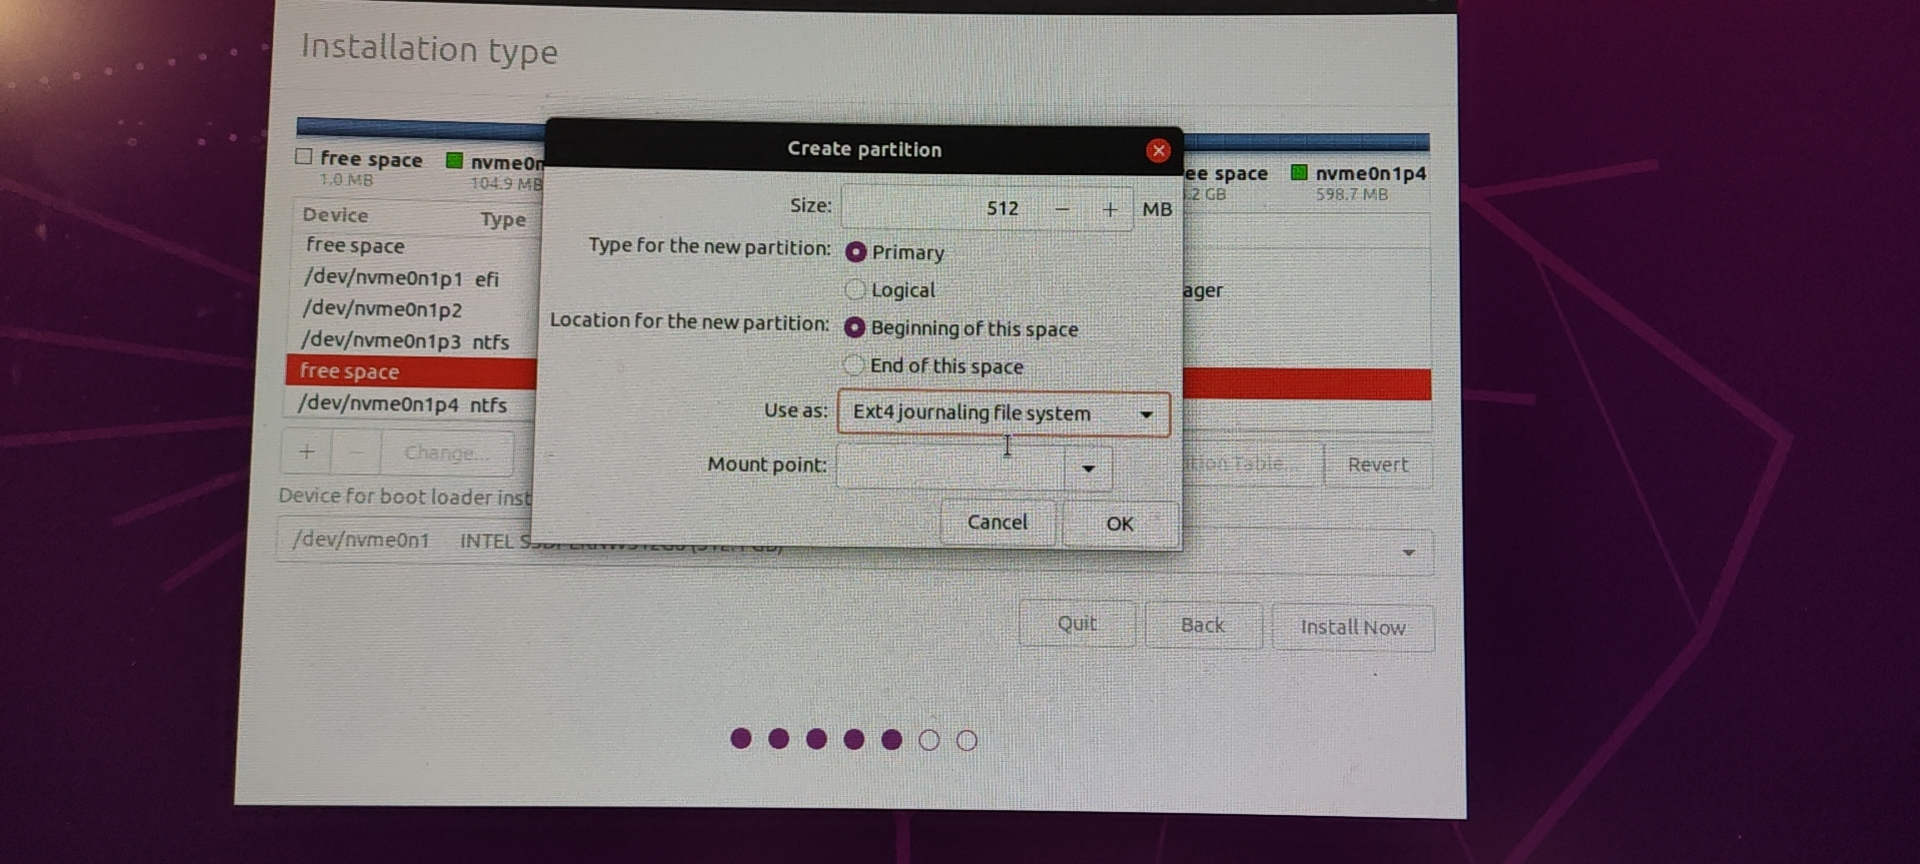 Installation type
Create partition
free space
nvme0n
ee space
nvme0n1p4
1.0 MB
104.9 MB
.2 GB
598.7 MB
Size:
512
−
+
MB
Device
Type
free space
Type for the new partition:
Primary
/dev/nvme0n1p1 efi
Logical
ager
/dev/nvme0n1p2
Location for the new partition:
Beginning of this space
/dev/nvme0n1p3 ntfs
End of this space
free space
/dev/nvme0n1p4 ntfs
Use as:
Ext4 journaling file system
+
−
Change...
Mount point:
tion Table...
Revert
Device for boot loader inst
Cancel
OK
/dev/nvme0n1 INTEL
Quit
Back
Install Now